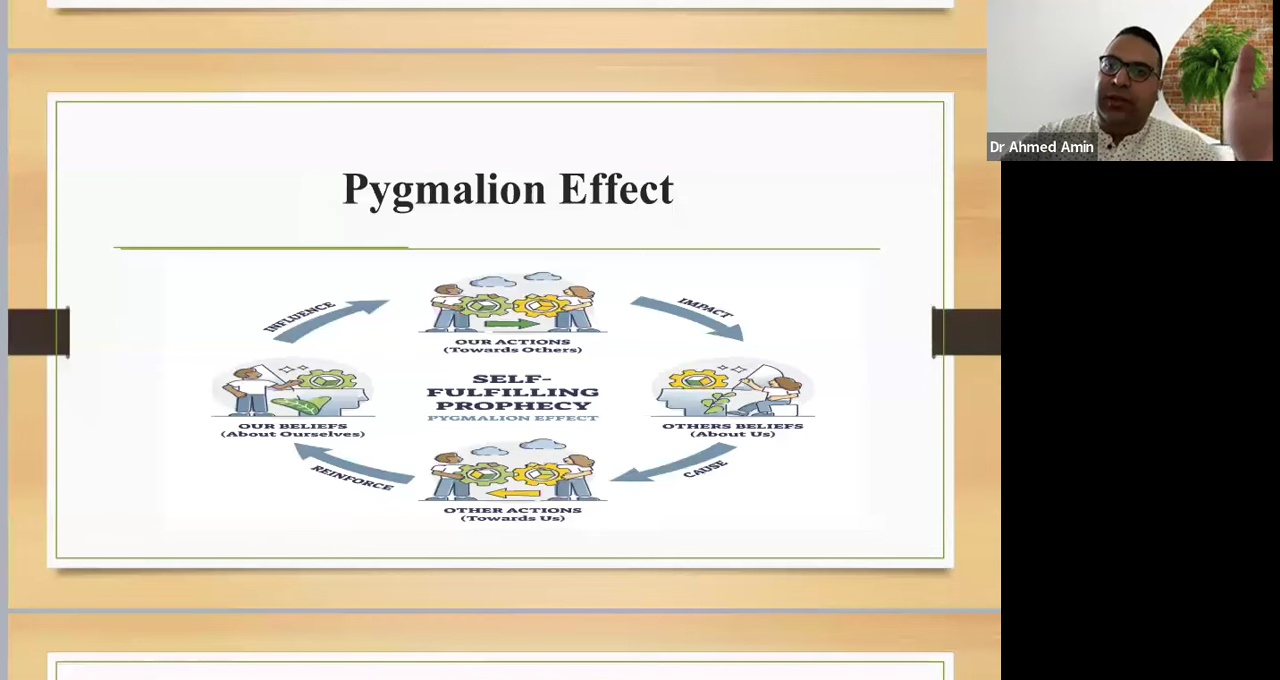 Dr Ahmed Amin
Pygmalion Effect
INFLUENCE
IMPACT
OUR ACTIONS
(Towards Others)
SELF-
FULFILLING
PROPHECY
PYGMALION EFFECT
OUR BELIEFS
(About Ourselves)
OTHERS BELIEFS
(About Us)
REINFORCE
CAUSE
OTHER ACTIONS
(Towards Us)